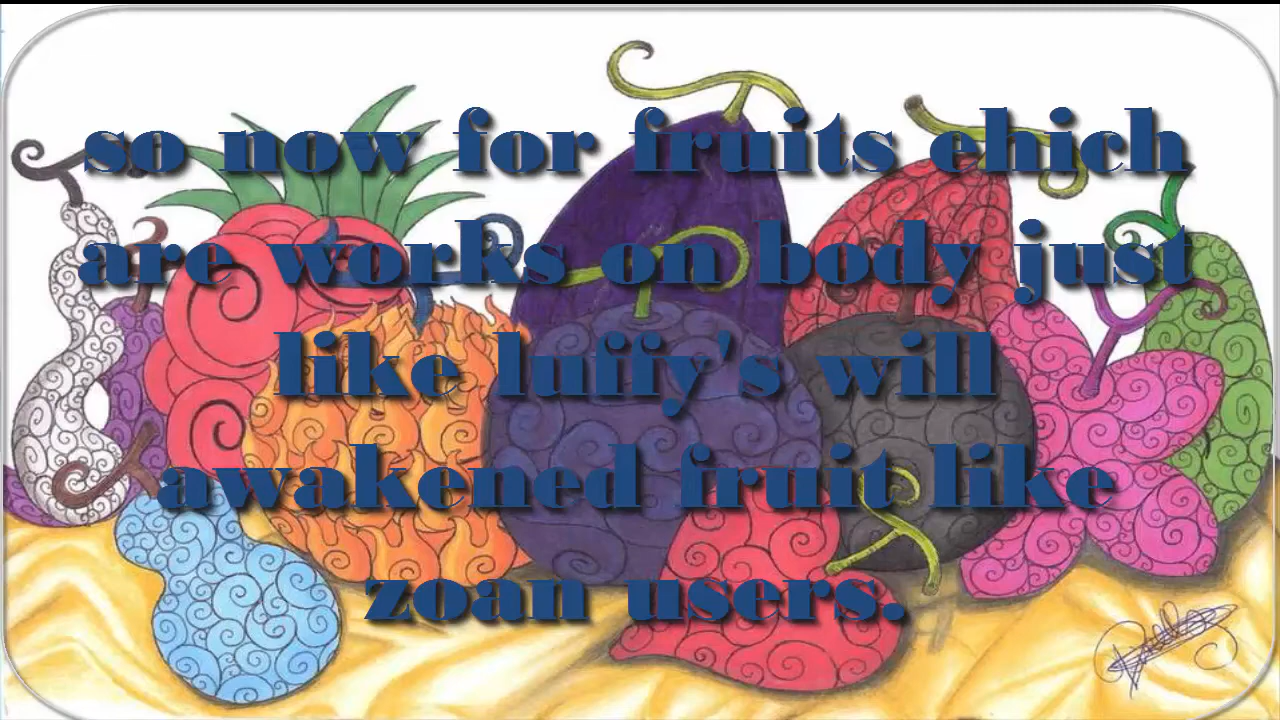 so now for fruits ehich
are works on body just
like luffy's will
awakened fruit like
zoan users.